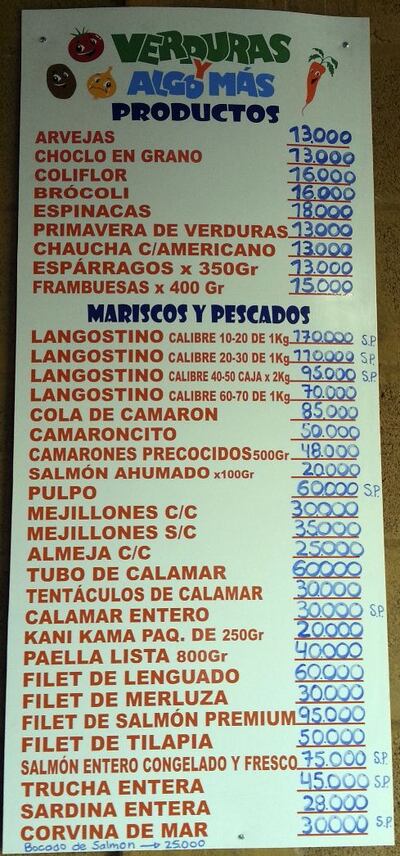 VERDURAS
Y
ALGO MÁS
PRODUCTOS
ARVEJAS 13.000
CHOCLO EN GRANO 13.000
COLIFLOR 16.000
BRÓCOLI 16.000
ESPINACAS 18.000
PRIMAVERA DE VERDURAS 13.000
CHAUCHA C/AMERICANO 13.000
ESPÁRRAGOS x 350Gr 13.000
FRAMBUESAS x 400 Gr 15.000
MARISCOS Y PESCADOS
LANGOSTINO CALIBRE 10-20 DE 1Kg 170.000 S.P.
LANGOSTINO CALIBRE 20-30 DE 1Kg 110.000 S.P.
LANGOSTINO CALIBRE 40-50 CAJA x 2Kg 95.000 S.P.
LANGOSTINO CALIBRE 60-70 DE 1Kg 70.000
COLA DE CAMARON 85.000
CAMARONCITO 50.000
CAMARONES PRECOCIDOS 500Gr 48.000
SALMÓN AHUMADO x100Gr 20.000
PULPO 60.000 S.P.
MEJILLONES C/C 30.000
MEJILLONES S/C 35.000
ALMEJA C/C 25.000
TUBO DE CALAMAR 60.000
TENTÁCULOS DE CALAMAR 30.000
CALAMAR ENTERO 30.000 S.P.
KANI KAMA PAQ. DE 250Gr 20.000
PAELLA LISTA 800Gr 40.000
FILET DE LENGUADO 60.000
FILET DE MERLUZA 30.000
FILET DE SALMÓN PREMIUM 95.000
FILET DE TILAPIA 50.000
SALMÓN ENTERO CONGELADO Y FRESCO 75.000 S.P.
TRUCHA ENTERA 45.000 S.P.
SARDINA ENTERA 28.000
CORVINA DE MAR 30.000 S.P.
Bocado de Salmon → 25.000